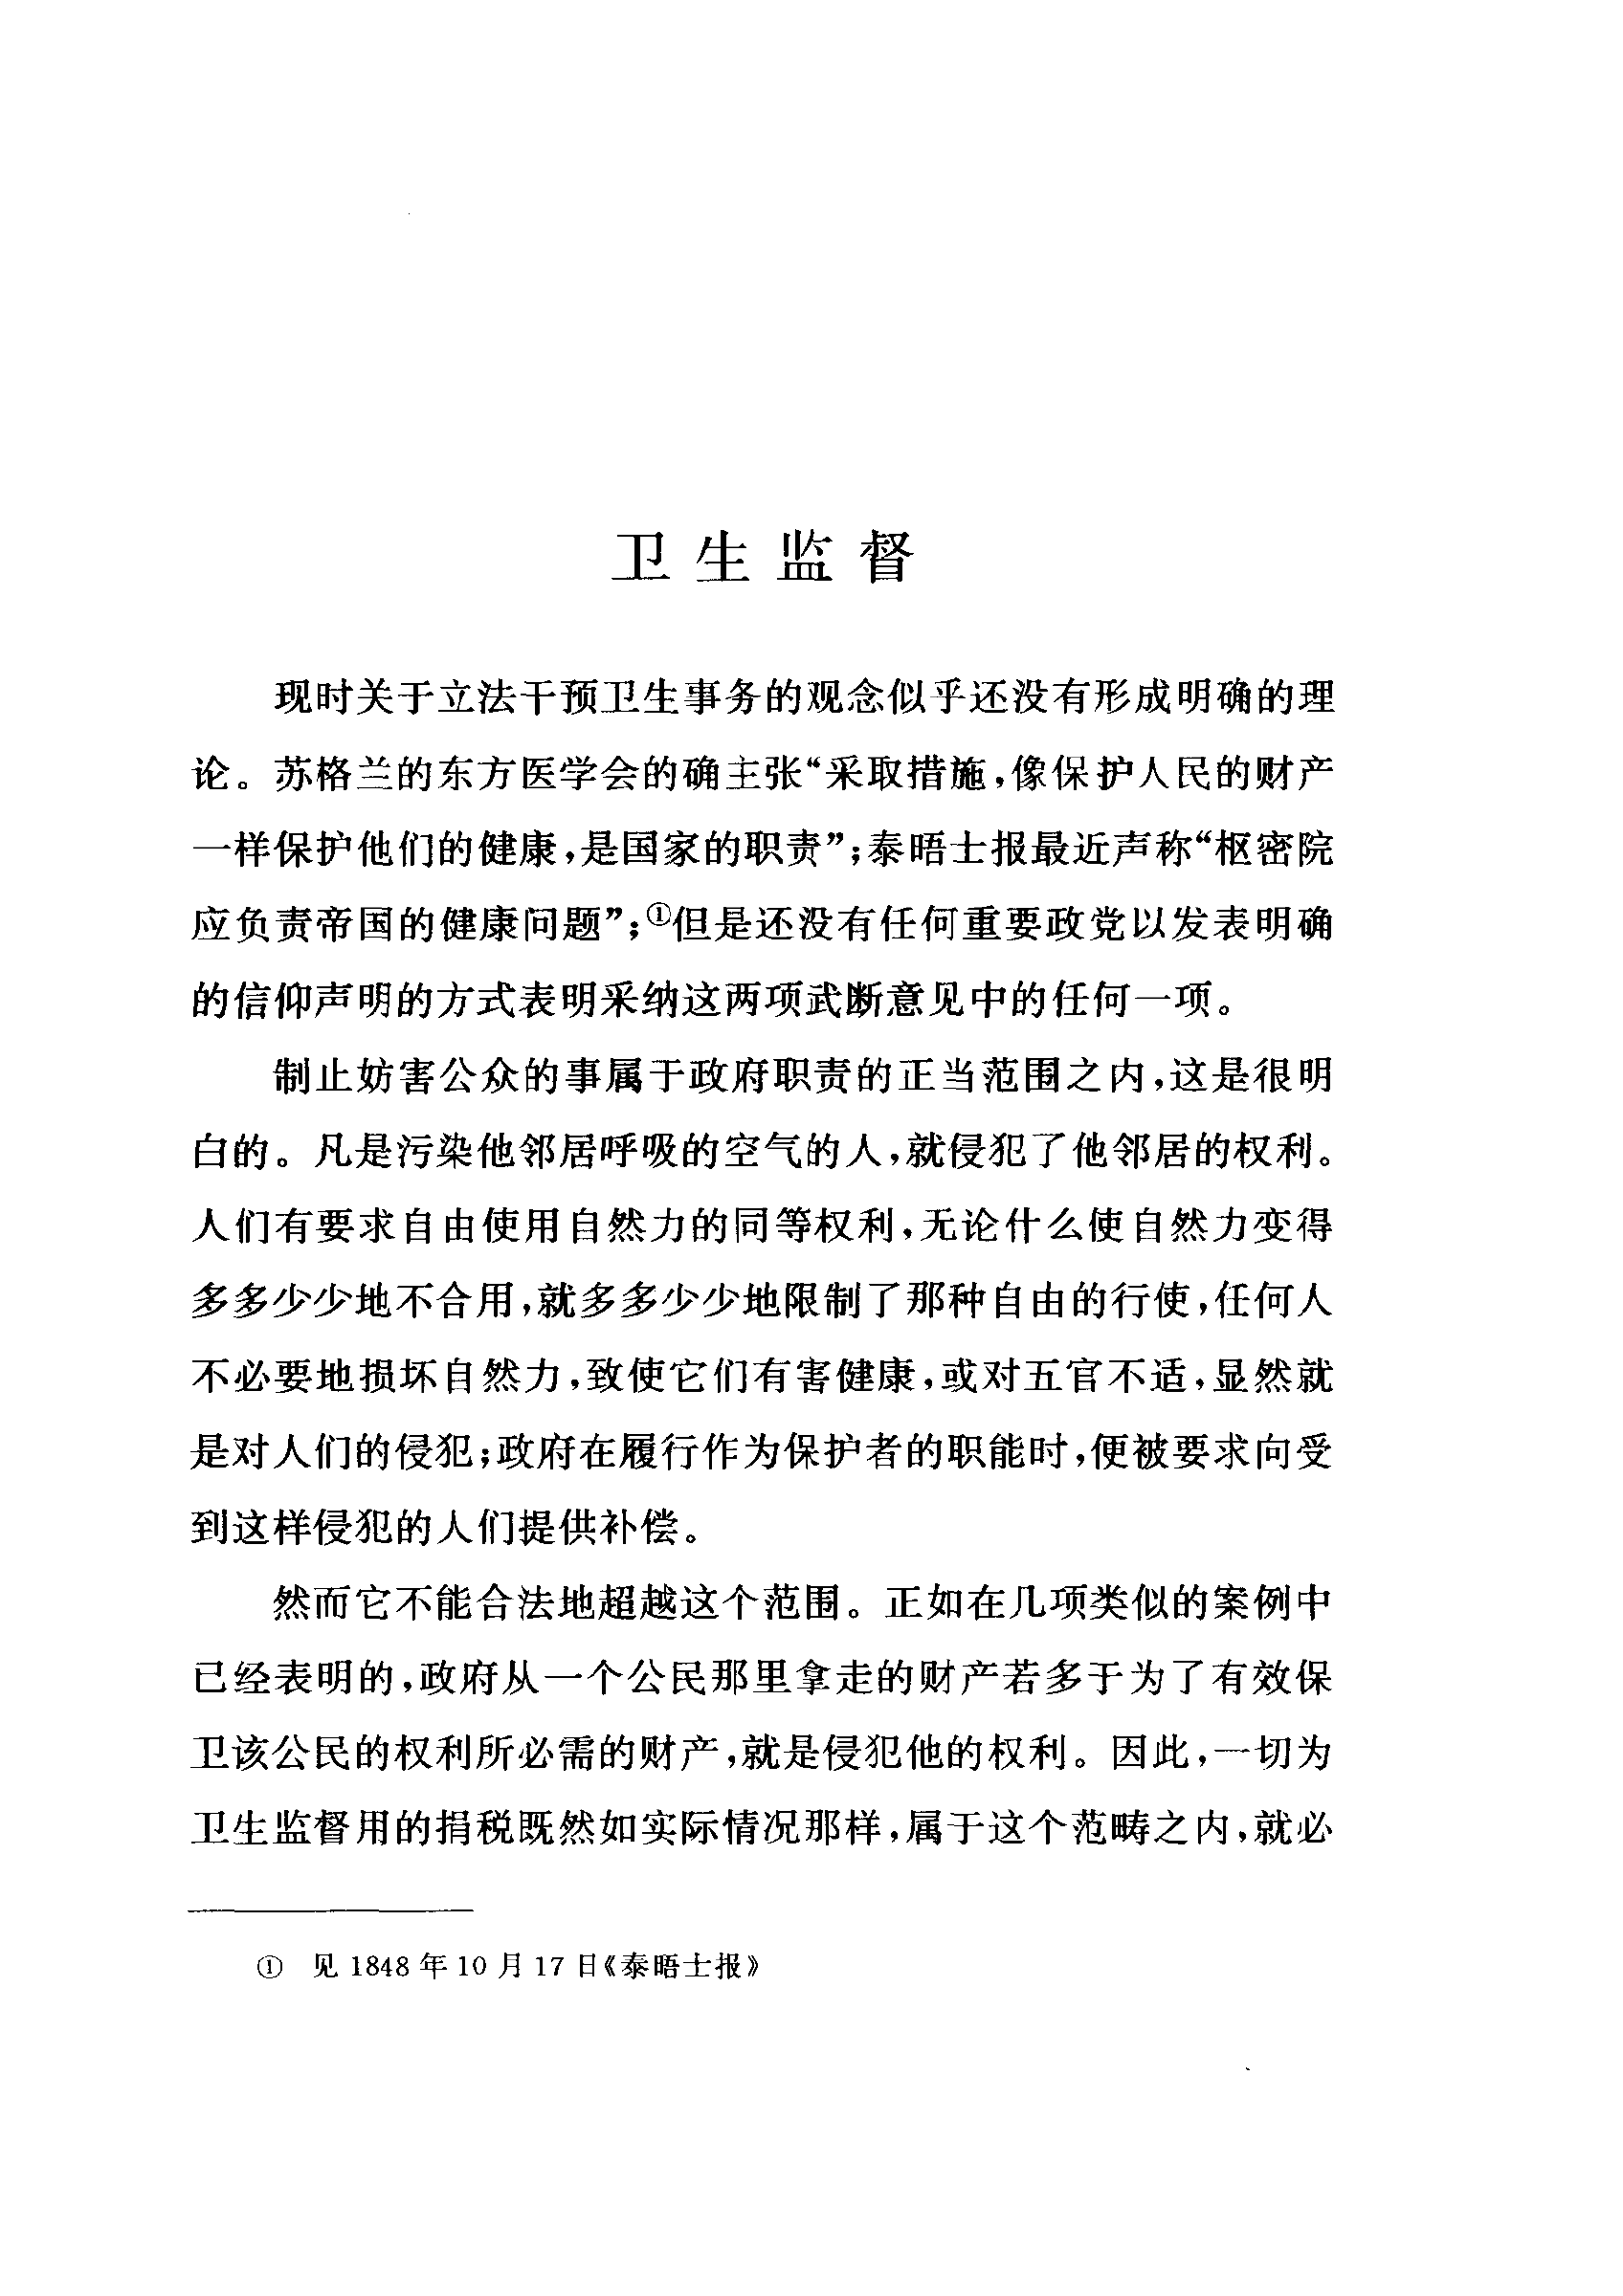 卫生监督
现时关于立法干预卫生事务的观念似乎还没有形成明确的理
论。苏格兰的东方医学会的确主张“采取措施,像保护人民的财产
一样保护他们的健康,是国家的职责”;泰晤士报最近声称“枢密院
应负责帝国的健康问题”;①但是还没有任何重要政党以发表明确
的信仰声明的方式表明采纳这两项武断意见中的任何一项。
制止妨害公众的事属于政府职责的正当范围之内,这是很明
白的。凡是污染他邻居呼吸的空气的人,就侵犯了他邻居的权利。
人们有要求自由使用自然力的同等权利,无论什么使自然力变得
多多少少地不合用,就多多少少地限制了那种自由的行使,任何人
不必要地损坏自然力,致使它们有害健康,或对五官不适,显然就
是对人们的侵犯;政府在履行作为保护者的职能时,便被要求向受
到这样侵犯的人们提供补偿。
然而它不能合法地超越这个范围。正如在几项类似的案例中
已经表明的,政府从一个公民那里拿走的财产若多于为了有效保
卫该公民的权利所必需的财产,就是侵犯他的权利。因此,一切为
卫生监督用的捐税既然如实际情况那样,属于这个范畴之内,就必
① 见1848年10月17日《泰晤士报》